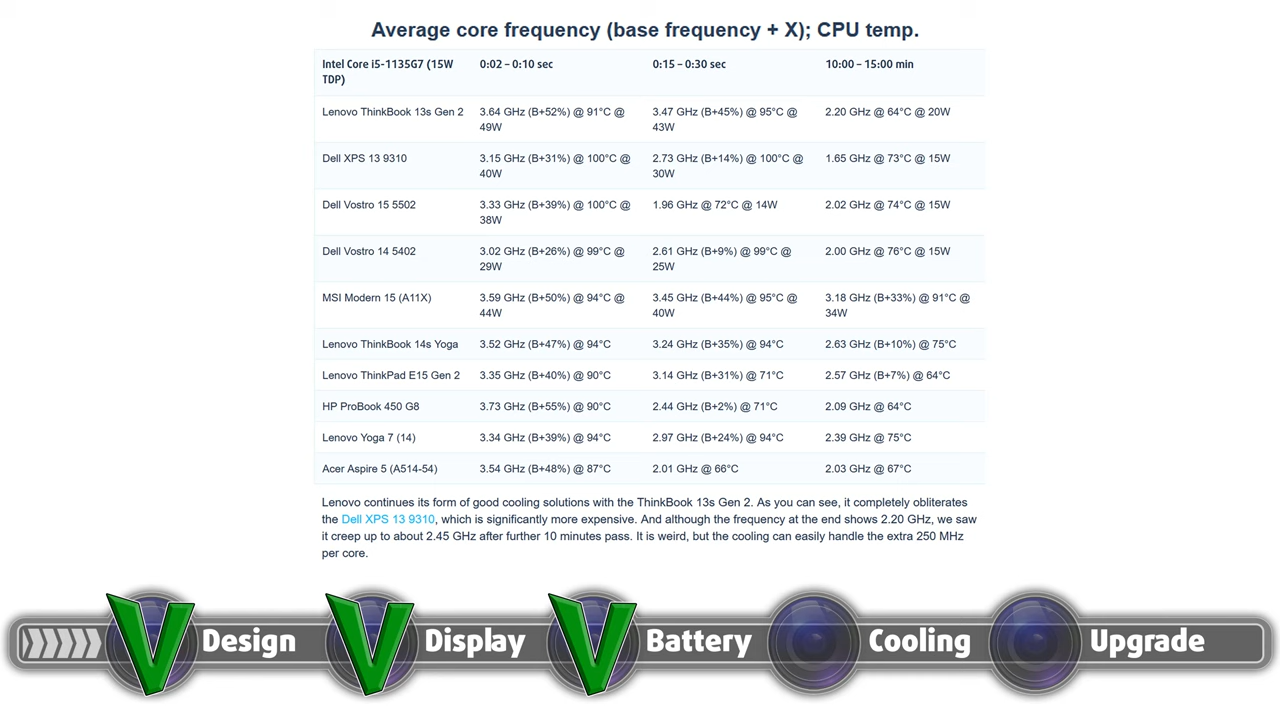 Average core frequency (base frequency + X); CPU temp.
Intel Core i5-1135G7 (15W TDP) 0:02 – 0:10 sec 0:15 – 0:30 sec 10:00 – 15:00 min
Lenovo ThinkBook 13s Gen 2 3.64 GHz (B+52%) @ 91°C @ 49W 3.47 GHz (B+45%) @ 95°C @ 43W 2.20 GHz @ 64°C @ 20W
Dell XPS 13 9310 3.15 GHz (B+31%) @ 100°C @ 40W 2.73 GHz (B+14%) @ 100°C @ 30W 1.65 GHz @ 73°C @ 15W
Dell Vostro 15 5502 3.33 GHz (B+39%) @ 100°C @ 38W 1.96 GHz @ 72°C @ 14W 2.02 GHz @ 74°C @ 15W
Dell Vostro 14 5402 3.02 GHz (B+26%) @ 99°C @ 29W 2.61 GHz (B+9%) @ 99°C @ 25W 2.00 GHz @ 76°C @ 15W
MSI Modern 15 (A11X) 3.59 GHz (B+50%) @ 94°C @ 44W 3.45 GHz (B+44%) @ 95°C @ 40W 3.18 GHz (B+33%) @ 91°C @ 34W
Lenovo ThinkBook 14s Yoga 3.52 GHz (B+47%) @ 94°C 3.24 GHz (B+35%) @ 94°C 2.63 GHz (B+10%) @ 75°C
Lenovo ThinkPad E15 Gen 2 3.35 GHz (B+40%) @ 90°C 3.14 GHz (B+31%) @ 71°C 2.57 GHz (B+7%) @ 64°C
HP ProBook 450 G8 3.73 GHz (B+55%) @ 90°C 2.44 GHz (B+2%) @ 71°C 2.09 GHz @ 64°C
Lenovo Yoga 7 (14) 3.34 GHz (B+39%) @ 94°C 2.97 GHz (B+24%) @ 94°C 2.39 GHz @ 75°C
Acer Aspire 5 (A514-54) 3.54 GHz (B+48%) @ 87°C 2.01 GHz @ 66°C 2.03 GHz @ 67°C
Lenovo continues its form of good cooling solutions with the ThinkBook 13s Gen 2. As you can see, it completely obliterates
the Dell XPS 13 9310, which is significantly more expensive. And although the frequency at the end shows 2.20 GHz, we saw
it creep up to about 2.45 GHz after further 10 minutes pass. It is weird, but the cooling can easily handle the extra 250 MHz
per core.
Design Display Battery Cooling Upgrade